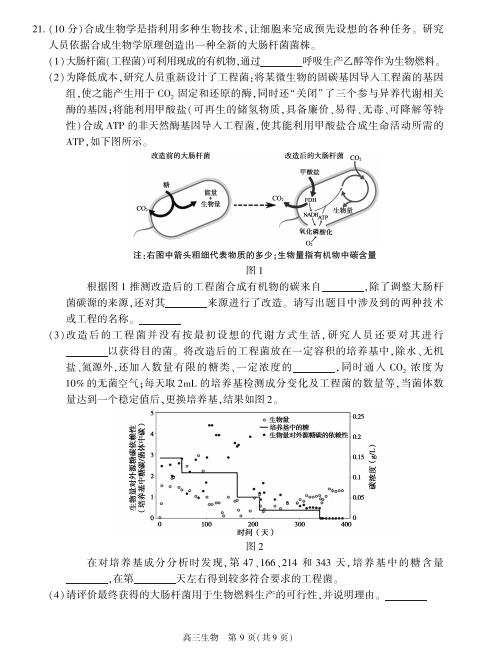 21. (10 分)合成生物学是指利用多种生物技术,让细胞来完成预先设想的各种任务。研究
人员依据合成生物学原理创造出一种全新的大肠杆菌菌株。
(1)大肠杆菌(工程菌)可利用现成的有机物,通过________呼吸生产乙醇等作为生物燃料。
(2)为降低成本,研究人员重新设计了工程菌;将某微生物的固碳基因导入工程菌的基因
组,使之能产生用于 CO₂ 固定和还原的酶,同时还“关闭”了三个参与异养代谢相关
酶的基因;将能利用甲酸盐(可再生的储氢物质,具备廉价、易得、无毒、可降解等特
性)合成 ATP 的非天然酶基因导入工程菌,使其能利用甲酸盐合成生命活动所需的
ATP,如下图所示。
改造前的大肠杆菌 改造后的大肠杆菌 CO₂
甲酸盐
糖
能量
+
生物量
CO₂
CO₂
FDH
NADH
ATP
生物量
氧化磷酸化
O₂
注:右图中箭头粗细代表物质的多少;生物量指有机物中碳含量
图 1
根据图 1 推测改造后的工程菌合成有机物的碳来自________,除了调整大肠杆
菌碳源的来源,还对其________来源进行了改造。请写出题目中涉及到的两种技术
或工程的名称。________
(3)改造后的工程菌并没有按最初设想的代谢方式生活,研究人员还要对其进行
________以获得目的菌。将改造后的工程菌放在一定容积的培养基中,除水、无机
盐、氮源外,还加入数量有限的糖类、一定浓度的________,同时通入 CO₂ 浓度为
10%的无菌空气;每天取 2mL 的培养基检测成分变化及工程菌的数量等,当菌体数
量达到一个稳定值后,更换培养基,结果如图 2。
生物量对外源糖碳依赖性
(培养基中糖碳/菌体中碳)
5
4
3
2
1
0
生物量
培养基中的糖
生物量对外源糖碳的依赖性
0.25
0.2
0.15
0.1
0.05
0
碳浓度(g/L)
0 100 200 300 400
时间(天)
图 2
在对培养基成分分析时发现,第 47、166、214 和 343 天,培养基中的糖含量
________,在第________天左右得到较多符合要求的工程菌。
(4)请评价最终获得的大肠杆菌用于生物燃料生产的可行性,并说明理由。________
高三生物 第 9 页(共 9 页)